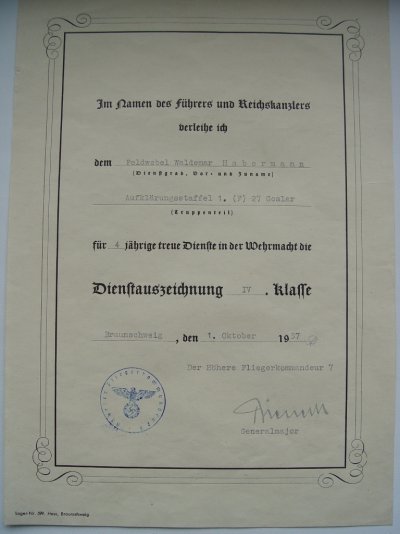 Im Namen des Führers und Reichskanzlers
verleihe ich
dem Feldwebel Waldemar Habermann
(Dienstgrad, Vor- und Zuname)
Aufklärungsstaffel 1. (F) 27 Goslar
(Truppenteil)
für 4 jährige treue Dienste in der Wehrmacht die
Dienstauszeichnung IV . Klasse
Braunschweig , den 1. Oktober 1937
Der Höhere Fliegerkommandeur 7
Generalmajor